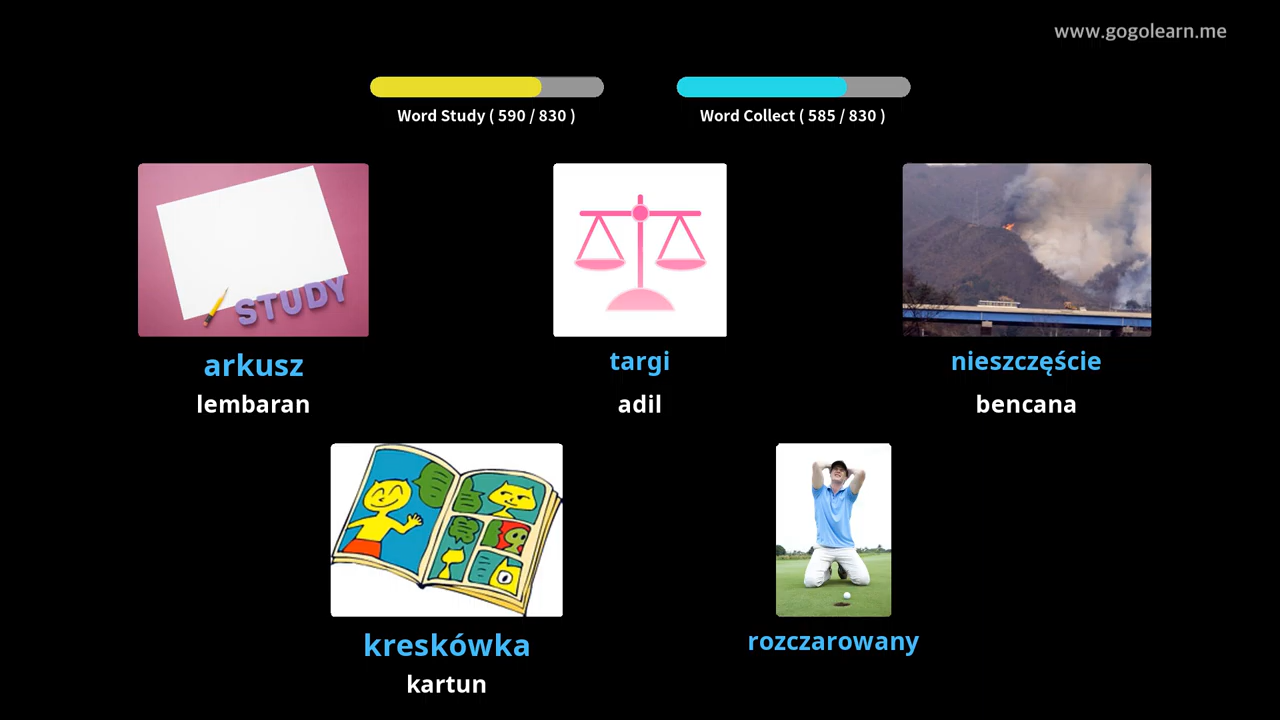 www.gogolearn.me
Word Study ( 590 / 830 )
Word Collect ( 585 / 830 )
STUDY
arkusz
targi
nieszczęście
lembaran
adil
bencana
kreskówka
rozczarowany
kartun